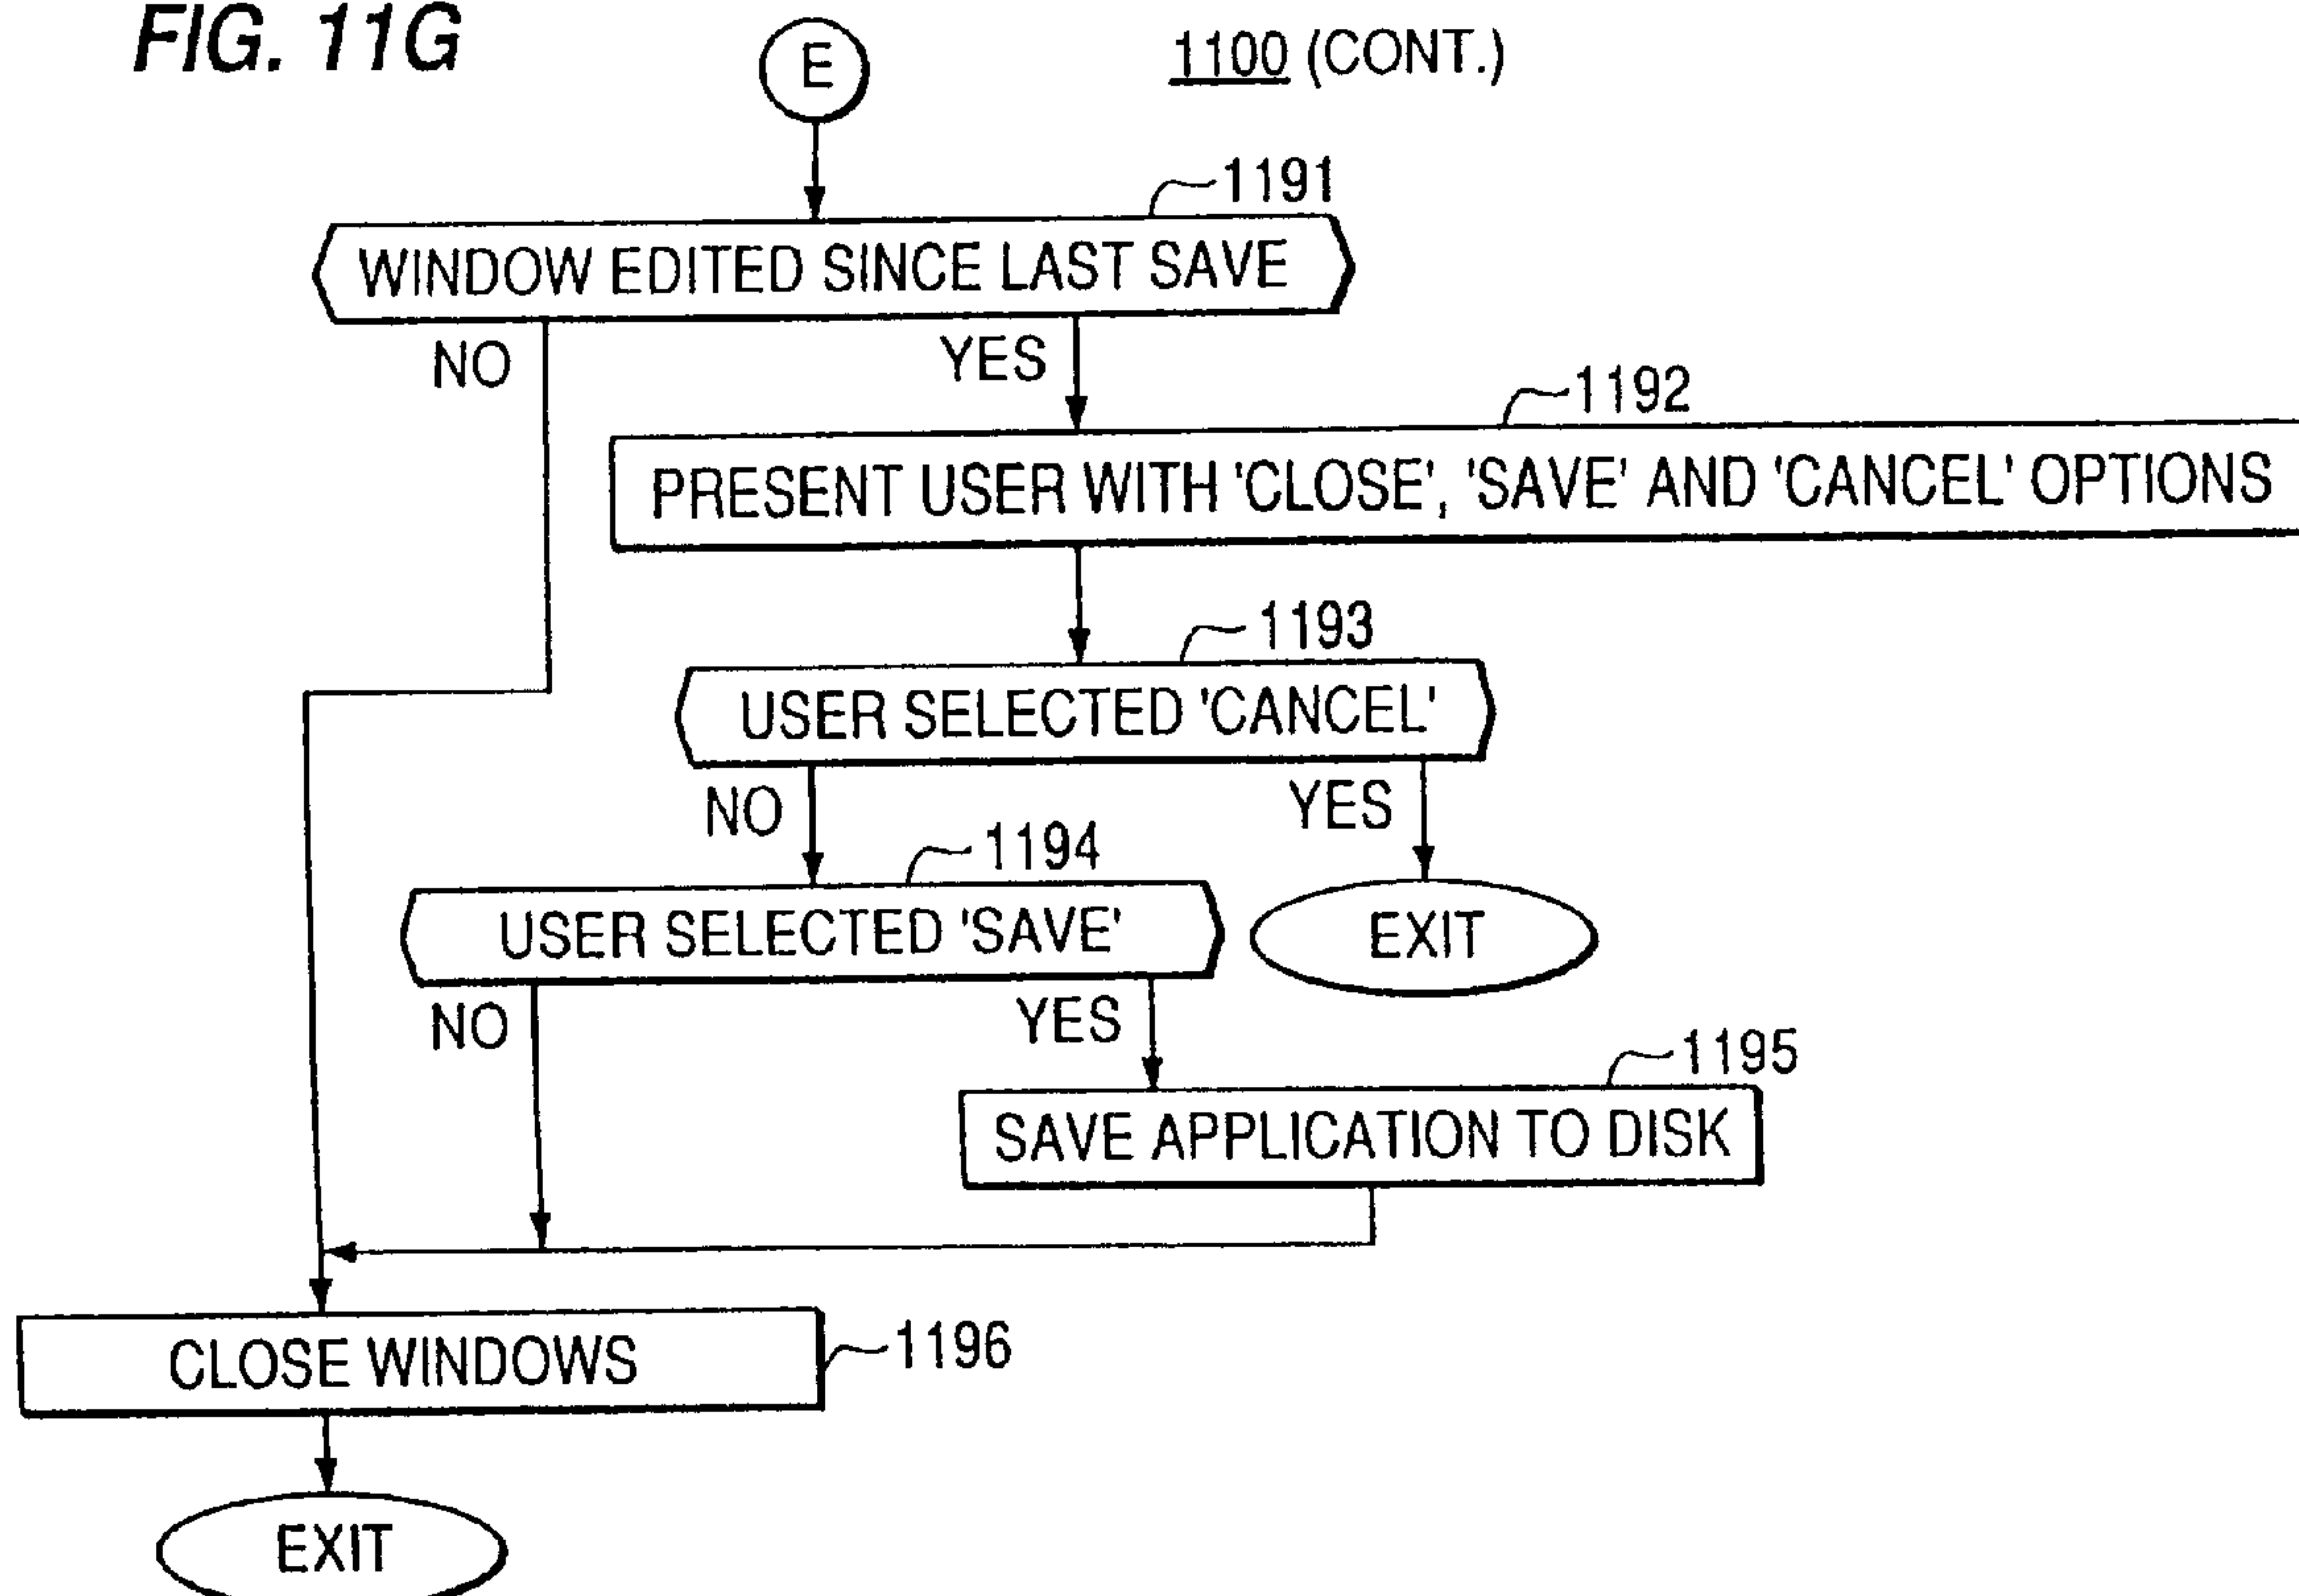 FIG. 11G
E
1100 (CONT.)
1191
WINDOW EDITED SINCE LAST SAVE
NO
YES
1192
PRESENT USER WITH 'CLOSE', 'SAVE' AND 'CANCEL' OPTIONS
1193
USER SELECTED 'CANCEL'
NO
YES
1194
USER SELECTED 'SAVE'
EXIT
NO
YES
1195
SAVE APPLICATION TO DISK
CLOSE WINDOWS
1196
EXIT